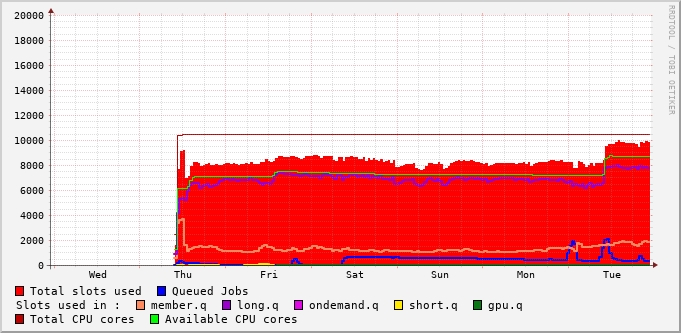 RRDTOOL / TOBI OETIKER
20000
18000
16000
14000
12000
10000
8000
6000
4000
2000
0
Wed Thu Fri Sat Sun Mon Tue
Total slots used Queued Jobs
Slots used in : member.q long.q ondemand.q short.q gpu.q
Total CPU cores Available CPU cores